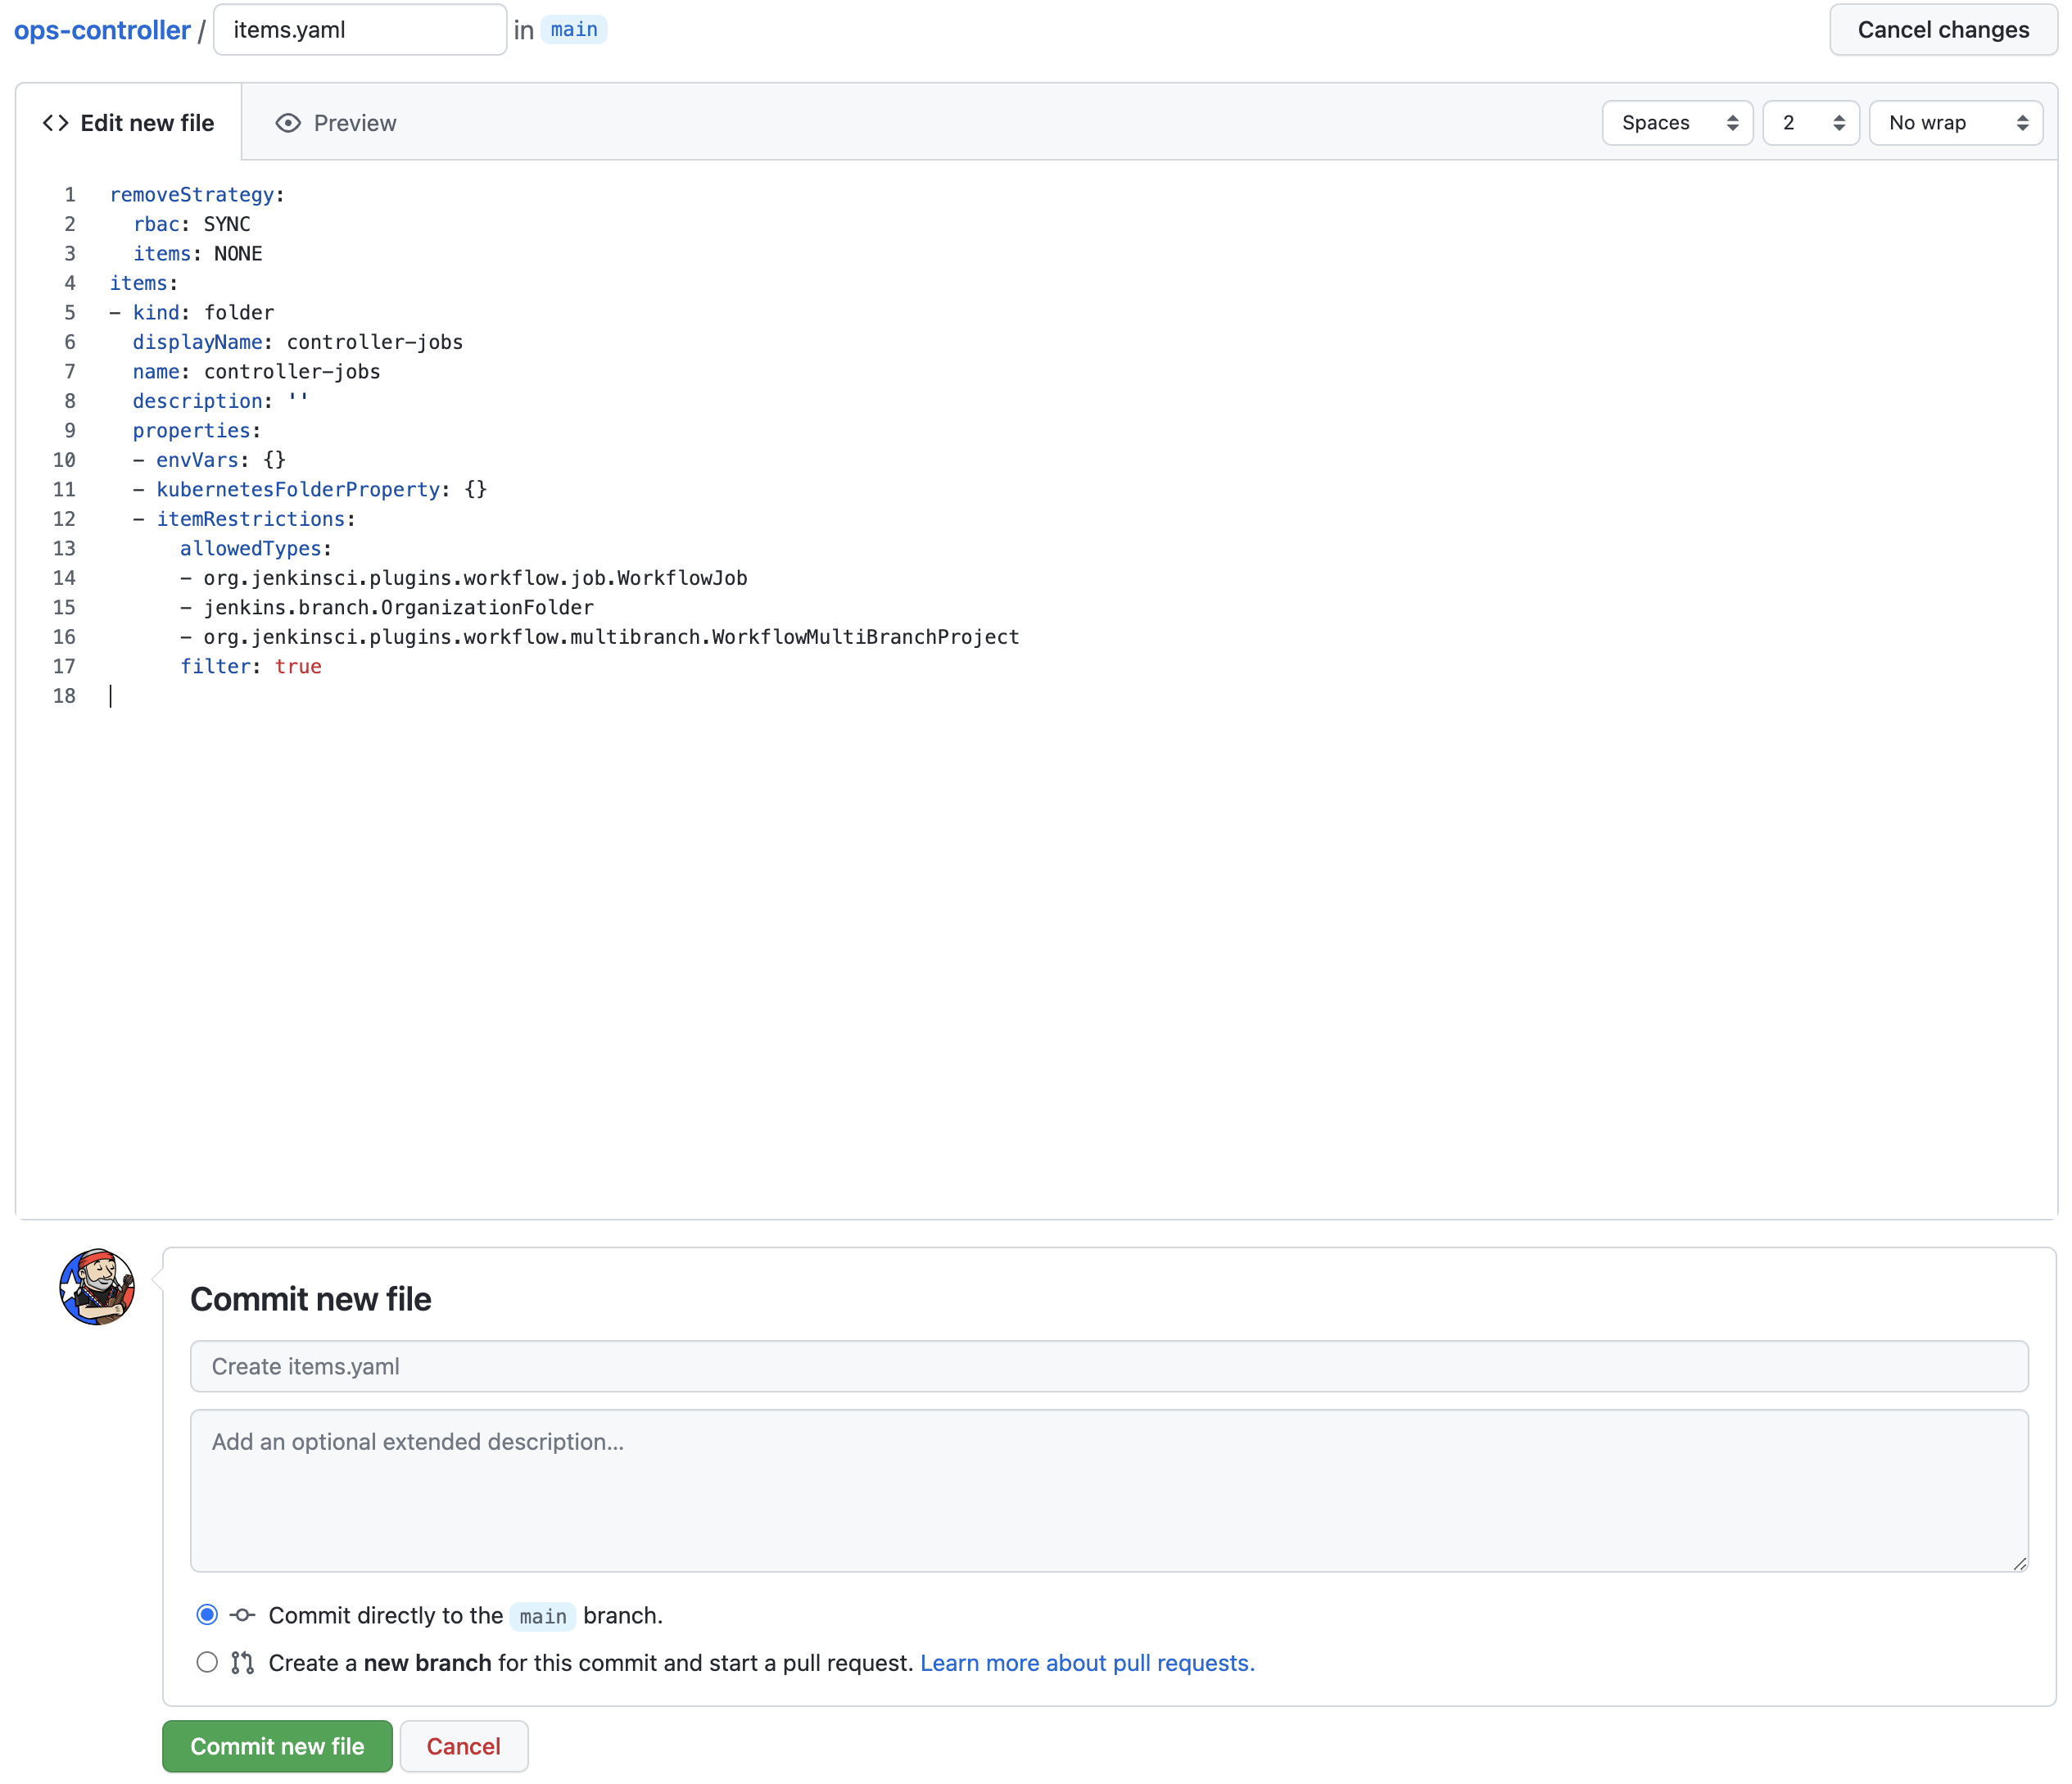 ops-controller / items.yaml in main Cancel changes
Edit new file Preview Spaces 2 No wrap
1 removeStrategy:
2   rbac: SYNC
3   items: NONE
4 items:
5 - kind: folder
6   displayName: controller-jobs
7   name: controller-jobs
8   description: ''
9   properties:
10   - envVars: {}
11   - kubernetesFolderProperty: {}
12   - itemRestrictions:
13       allowedTypes:
14       - org.jenkinsci.plugins.workflow.job.WorkflowJob
15       - jenkins.branch.OrganizationFolder
16       - org.jenkinsci.plugins.workflow.multibranch.WorkflowMultiBranchProject
17       filter: true
18
Commit new file
Create items.yaml
Add an optional extended description...
Commit directly to the main branch.
Create a new branch for this commit and start a pull request. Learn more about pull requests.
Commit new file Cancel